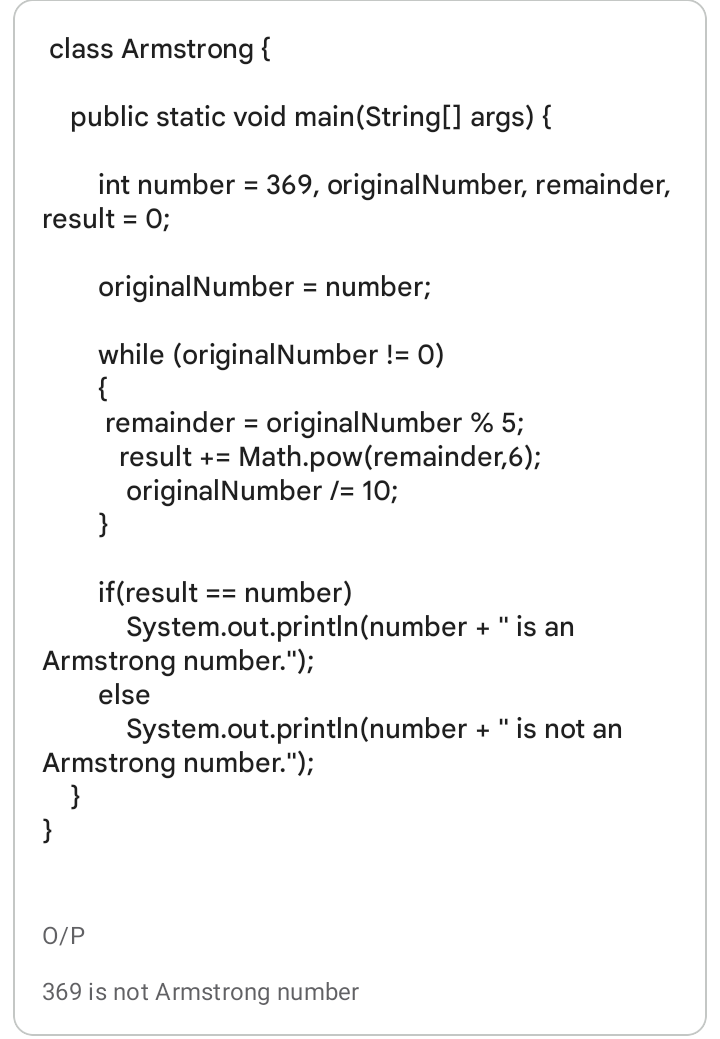 class Armstrong {
public static void main(String[] args) {
int number = 369, originalNumber, remainder,
result = 0;
originalNumber = number;
while (originalNumber != 0)
{
remainder = originalNumber % 5;
result += Math.pow(remainder,6);
originalNumber /= 10;
}
if(result == number)
System.out.println(number + " is an
Armstrong number.");
else
System.out.println(number + " is not an
Armstrong number.");
}
}
O/P
369 is not Armstrong number